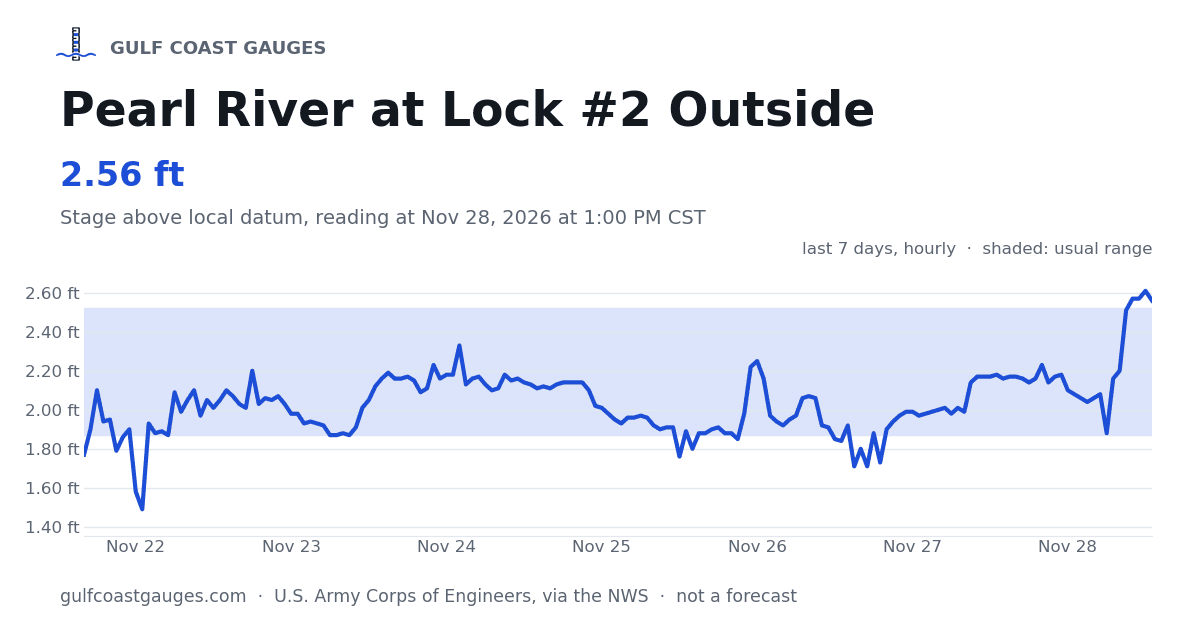 GULF COAST GAUGES
Pearl River at Lock #2 Outside
2.56 ft
Stage above local datum, reading at Nov 28, 2026 at 1:00 PM CST
last 7 days, hourly · shaded: usual range
2.60 ft
2.40 ft
2.20 ft
2.00 ft
1.80 ft
1.60 ft
1.40 ft
Nov 22 Nov 23 Nov 24 Nov 25 Nov 26 Nov 27 Nov 28
gulfcoastgauges.com · U.S. Army Corps of Engineers, via the NWS · not a forecast